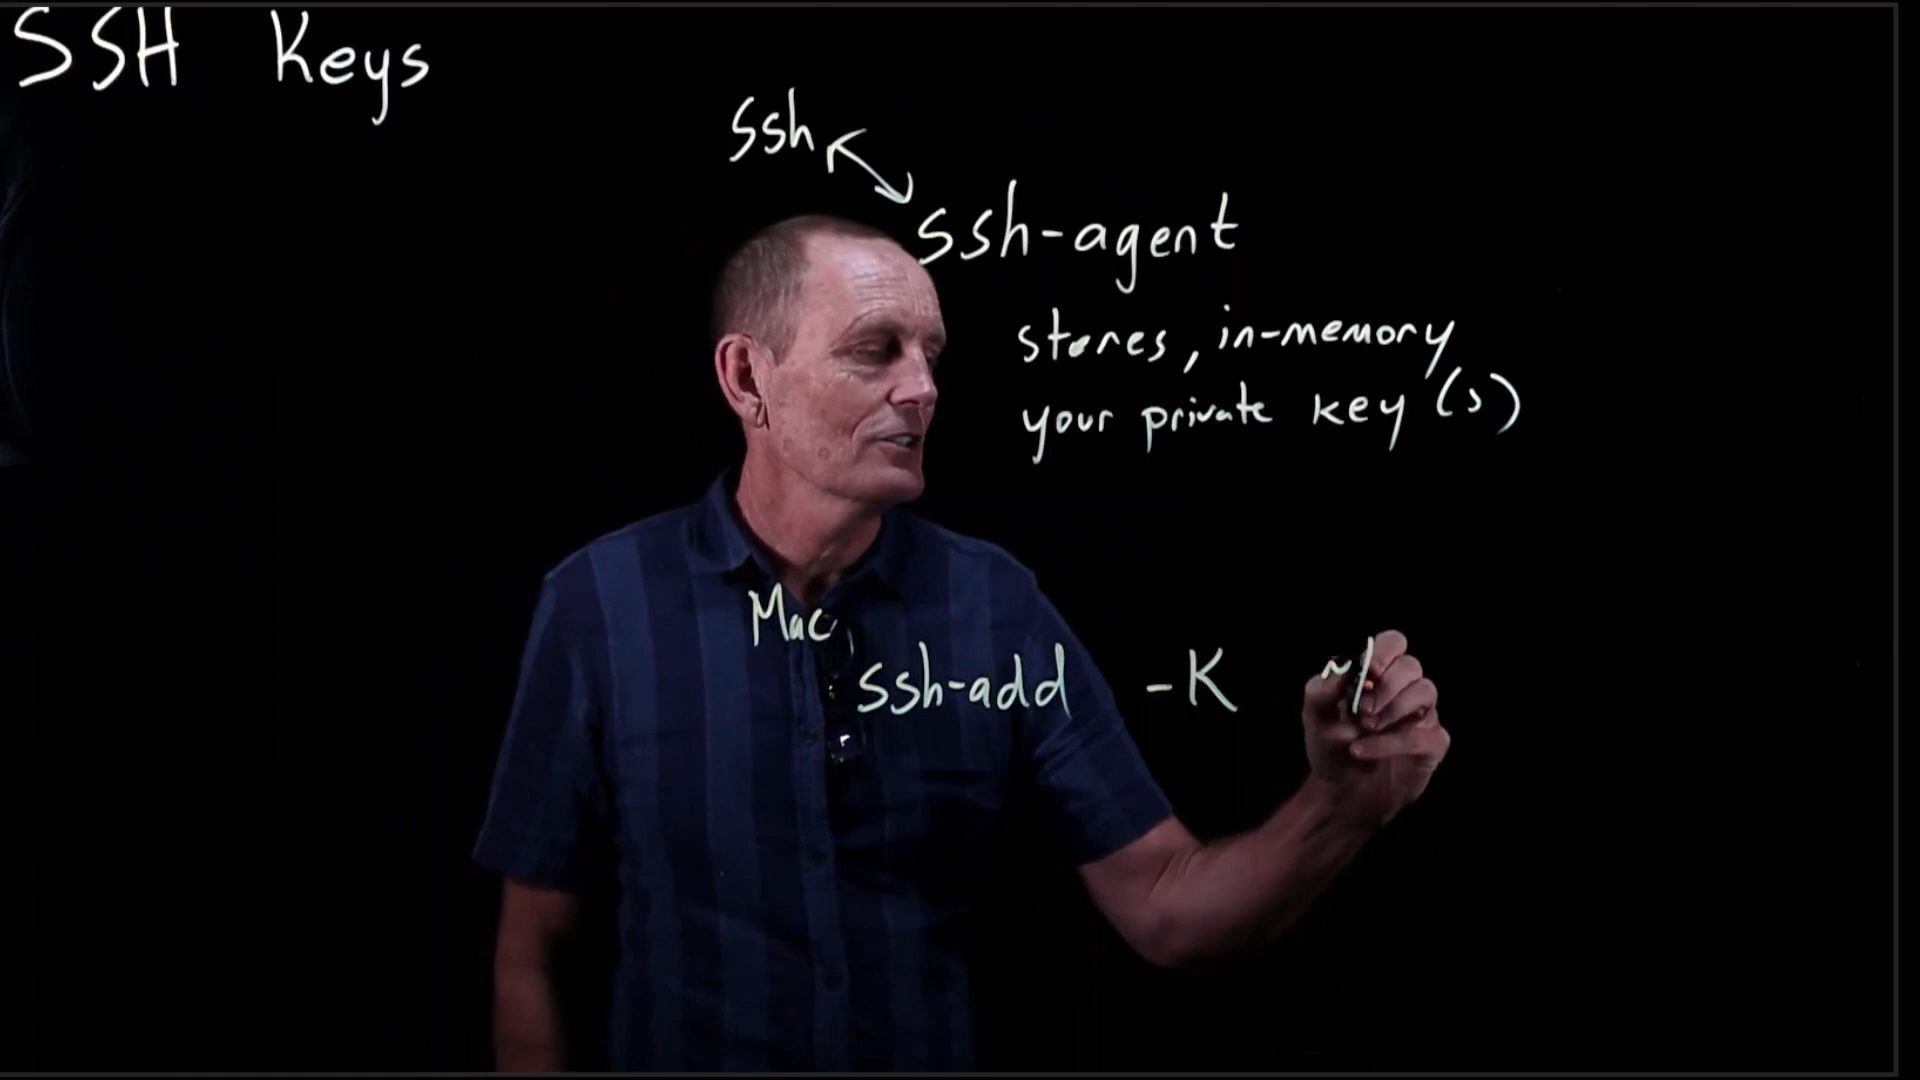 SSH Keys
ssh
ssh-agent
stores, in-memory
your private key(s)
Mac
ssh-add -K ~/